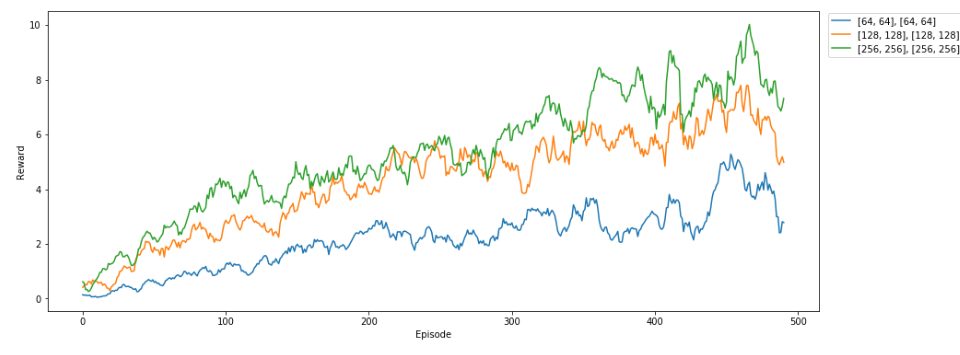 10
8
6
4
2
0
Reward
0
100
200
300
400
500
Episode
[64, 64], [64, 64]
[128, 128], [128, 128]
[256, 256], [256, 256]